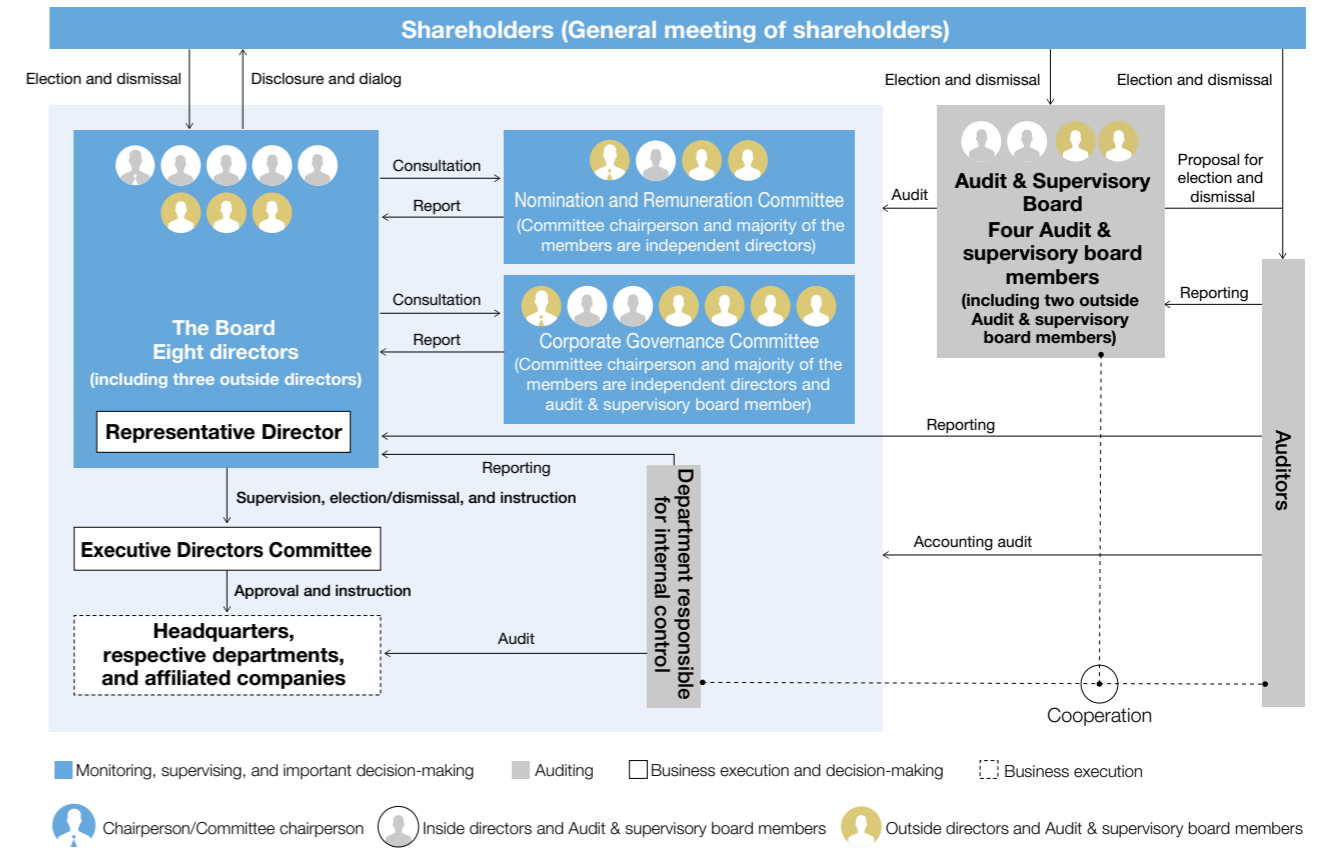 Shareholders (General meeting of shareholders)
Election and dismissal
Disclosure and dialog
Election and dismissal
Election and dismissal
Consultation
Report
Nomination and Remuneration Committee
(Committee chairperson and majority of the
members are independent directors)
Audit
Audit & Supervisory
Board
Four Audit &
supervisory board
members
(including two outside
Audit & supervisory
board members)
Proposal for
election and
dismissal
Reporting
Consultation
Report
Corporate Governance Committee
(Committee chairperson and majority of the
members are independent directors and
audit & supervisory board member)
The Board
Eight directors
(including three outside directors)
Representative Director
Reporting
Reporting
Auditors
Department responsible
for internal control
Supervision, election/dismissal, and instruction
Executive Directors Committee
Accounting audit
Approval and instruction
Headquarters,
respective departments,
and affiliated companies
Audit
Cooperation
Monitoring, supervising, and important decision-making
Auditing
Business execution and decision-making
Business execution
Chairperson/Committee chairperson
Inside directors and Audit & supervisory board members
Outside directors and Audit & supervisory board members